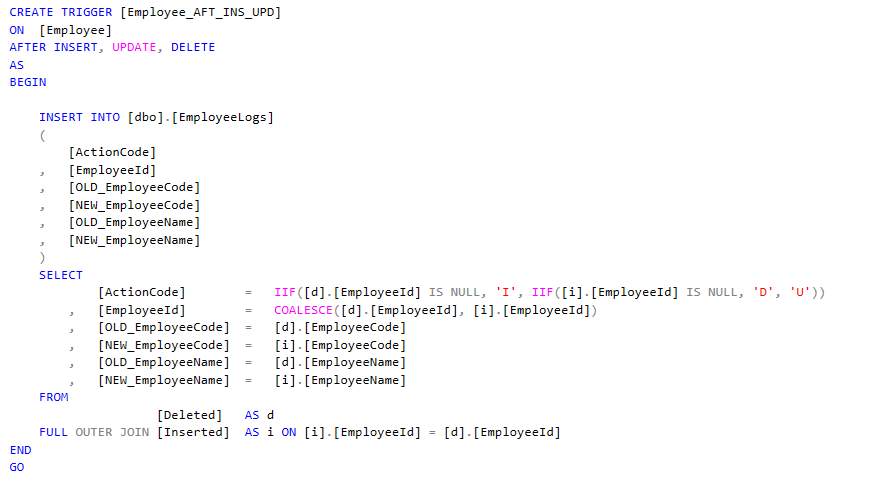 CREATE TRIGGER [Employee_AFT_INS_UPD]
ON [Employee]
AFTER INSERT, UPDATE, DELETE
AS
BEGIN
INSERT INTO [dbo].[EmployeeLogs]
(
[ActionCode]
, [EmployeeId]
, [OLD_EmployeeCode]
, [NEW_EmployeeCode]
, [OLD_EmployeeName]
, [NEW_EmployeeName]
)
SELECT
[ActionCode] = IIF([d].[EmployeeId] IS NULL, 'I', IIF([i].[EmployeeId] IS NULL, 'D', 'U'))
, [EmployeeId] = COALESCE([d].[EmployeeId], [i].[EmployeeId])
, [OLD_EmployeeCode] = [d].[EmployeeCode]
, [NEW_EmployeeCode] = [i].[EmployeeCode]
, [OLD_EmployeeName] = [d].[EmployeeName]
, [NEW_EmployeeName] = [i].[EmployeeName]
FROM
[Deleted] AS d
FULL OUTER JOIN [Inserted] AS i ON [i].[EmployeeId] = [d].[EmployeeId]
END
GO